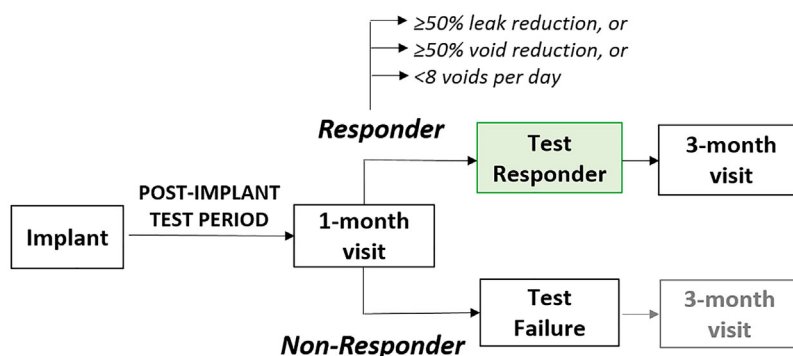 ≥50% leak reduction, or
≥50% void reduction, or
<8 voids per day
Responder
Test
Responder
3-month
visit
POST-IMPLANT
TEST PERIOD
Implant
1-month
visit
Test
Failure
3-month
visit
Non-Responder